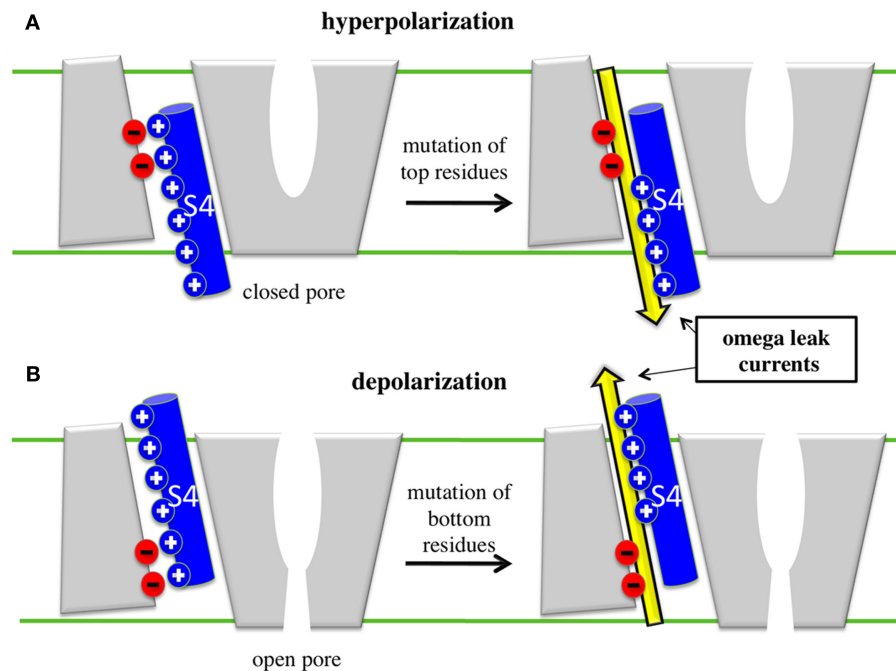 A
hyperpolarization
S4
mutation of
top residues
S4
closed pore
omega leak
currents
B
depolarization
S4
mutation of
bottom
residues
S4
open pore